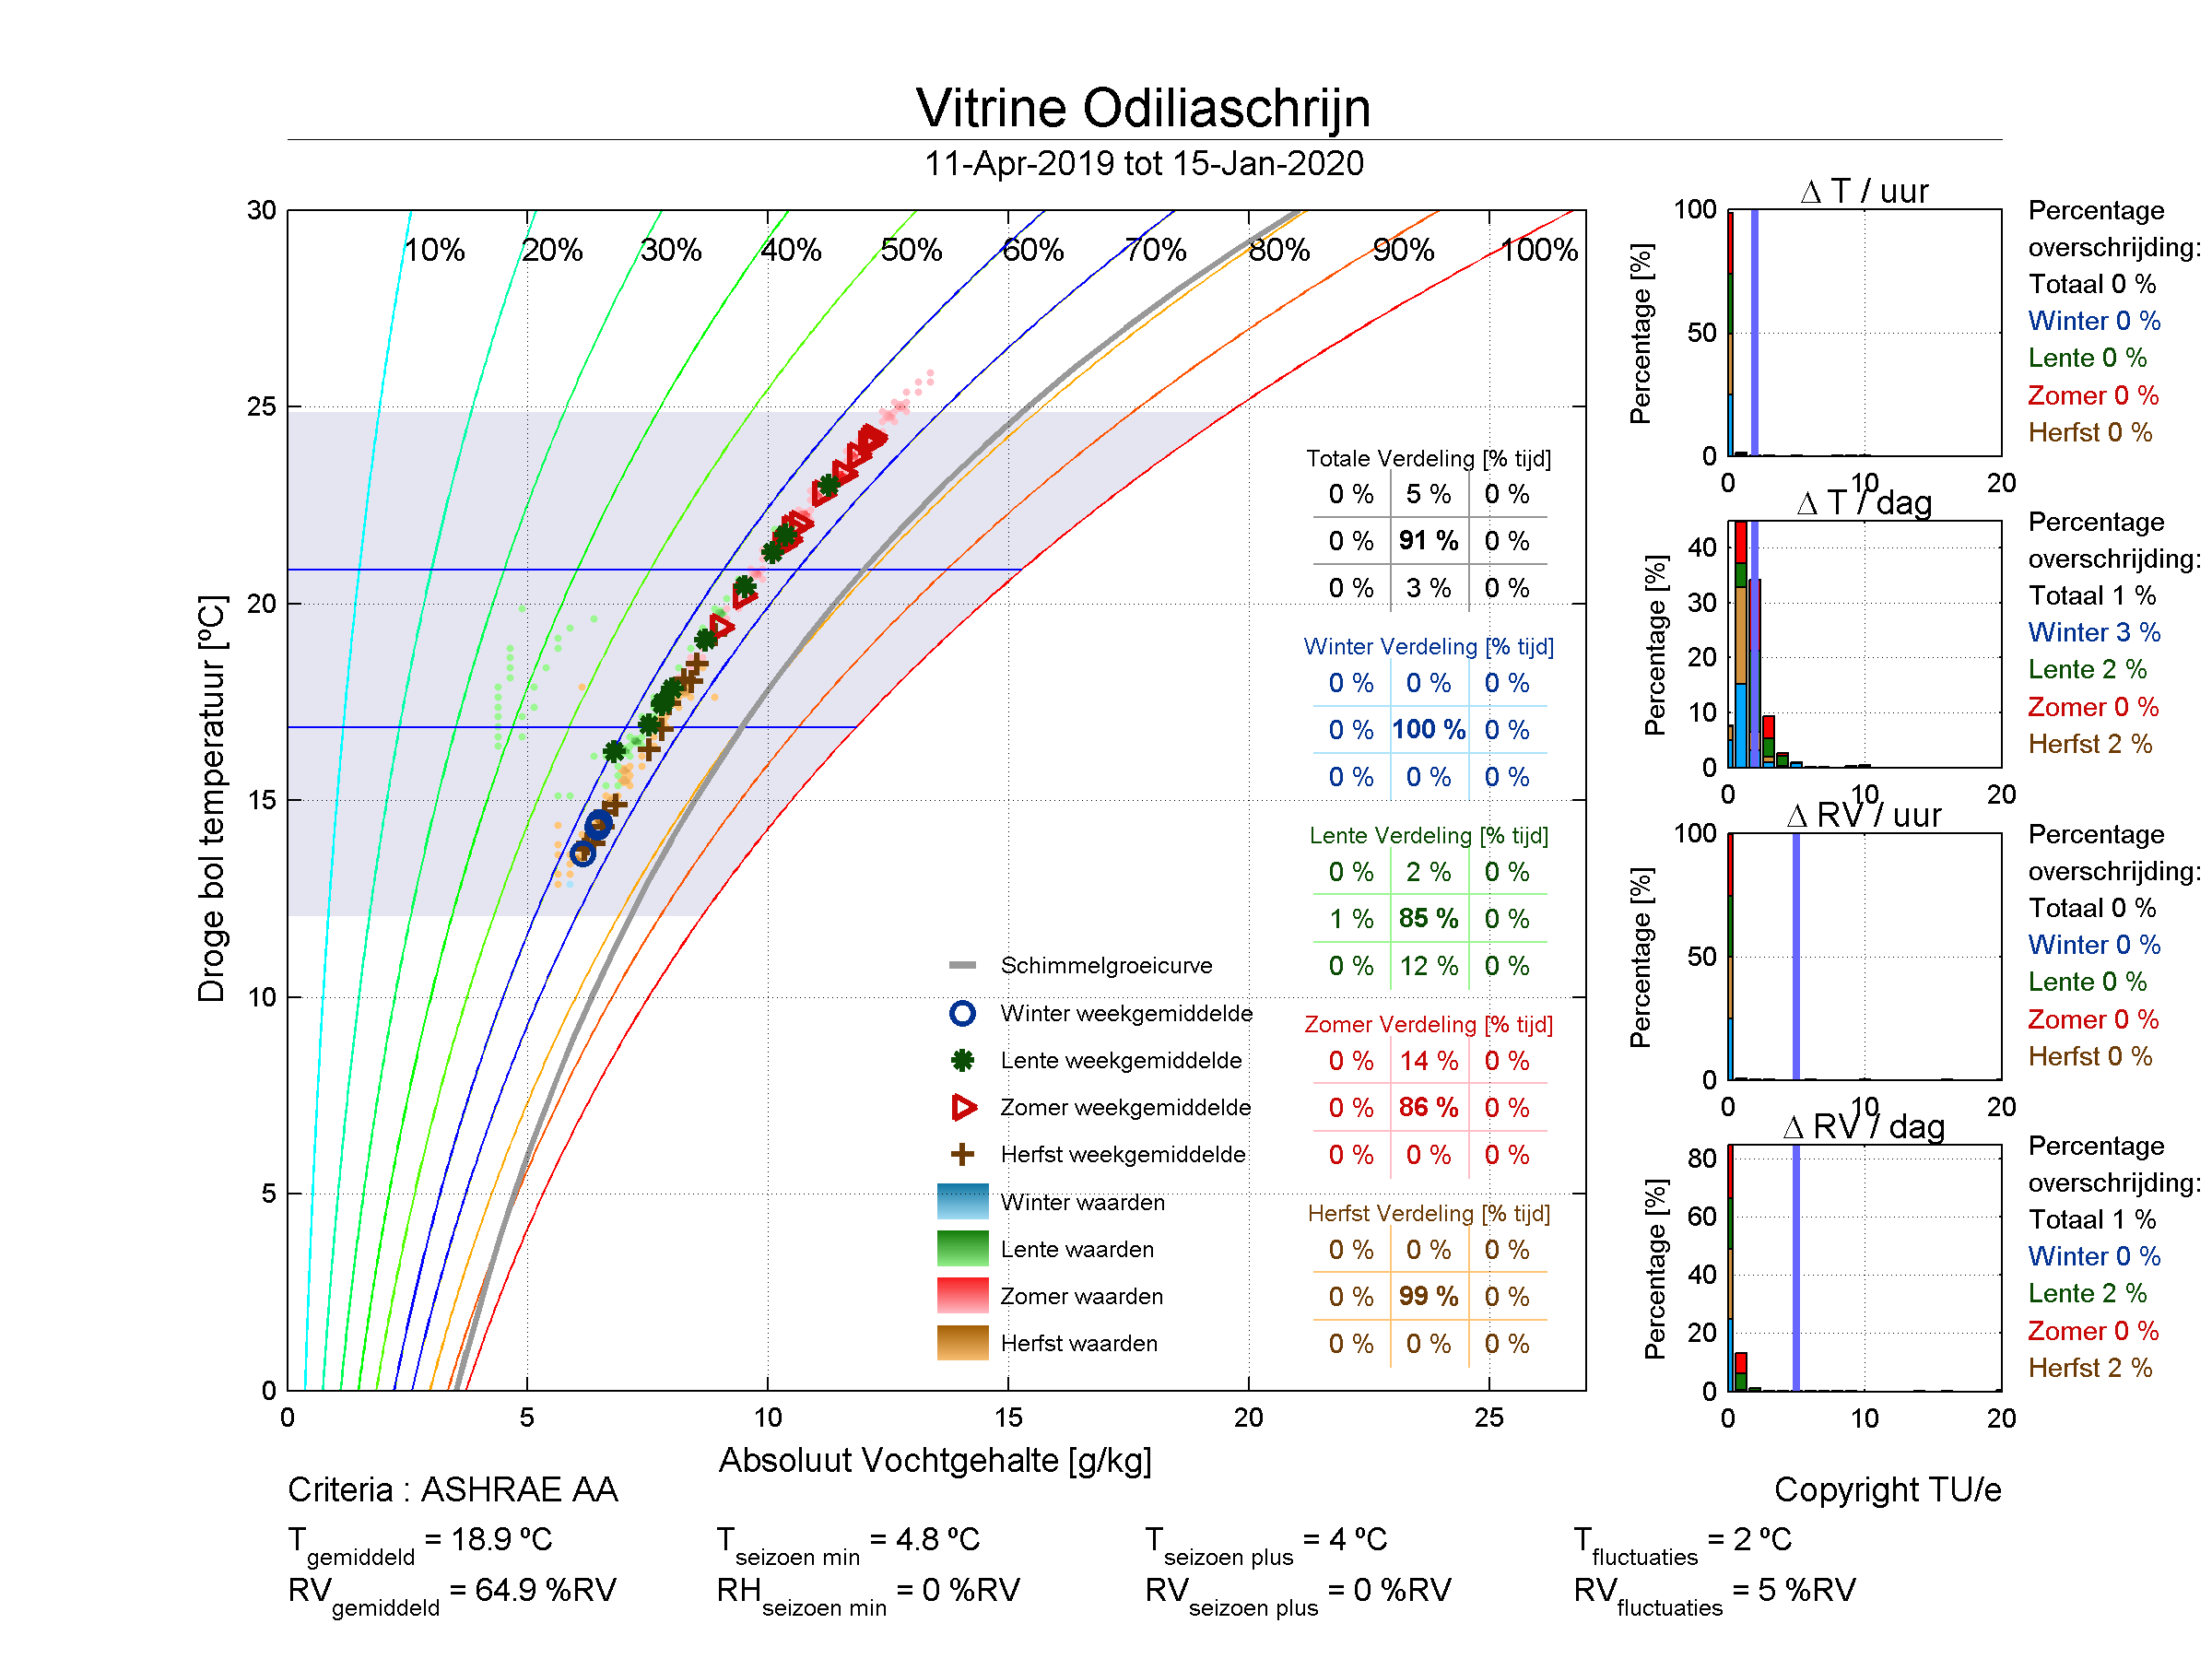 Vitrine Odiliaschrijn
11-Apr-2019 tot 15-Jan-2020
30
25
20
15
10
5
0
10%
20%
30%
40%
50%
60%
70%
80%
90%
100%
Droge bol temperatuur [ºC]
0
5
10
15
20
25
Absoluut Vochtgehalte [g/kg]
Schimmelgroeicurve
Winter weekgemiddelde
Lente weekgemiddelde
Zomer weekgemiddelde
Herfst weekgemiddelde
Winter waarden
Lente waarden
Zomer waarden
Herfst waarden
Totale Verdeling [% tijd]
0 % 5 % 0 %
0 % 91 % 0 %
0 % 3 % 0 %
Winter Verdeling [% tijd]
0 % 0 % 0 %
0 % 100 % 0 %
0 % 0 % 0 %
Lente Verdeling [% tijd]
0 % 2 % 0 %
1 % 85 % 0 %
0 % 12 % 0 %
Zomer Verdeling [% tijd]
0 % 14 % 0 %
0 % 86 % 0 %
0 % 0 % 0 %
Herfst Verdeling [% tijd]
0 % 0 % 0 %
0 % 99 % 0 %
0 % 0 % 0 %
Δ T / uur
Percentage [%]
100
50
0
0 10 20
Percentage
overschrijding:
Totaal 0 %
Winter 0 %
Lente 0 %
Zomer 0 %
Herfst 0 %
Δ T / dag
Percentage [%]
40
30
20
10
0
0 10 20
Percentage
overschrijding:
Totaal 1 %
Winter 3 %
Lente 2 %
Zomer 0 %
Herfst 2 %
Δ RV / uur
Percentage [%]
100
50
0
0 10 20
Percentage
overschrijding:
Totaal 0 %
Winter 0 %
Lente 0 %
Zomer 0 %
Herfst 0 %
Δ RV / dag
Percentage [%]
80
60
40
20
0
0 10 20
Percentage
overschrijding:
Totaal 1 %
Winter 0 %
Lente 2 %
Zomer 0 %
Herfst 2 %
Criteria : ASHRAE AA
Copyright TU/e
T gemiddeld = 18.9 ºC T seizoen min = 4.8 ºC T seizoen plus = 4 ºC T fluctuaties = 2 ºC
RV gemiddeld = 64.9 %RV RH seizoen min = 0 %RV RV seizoen plus = 0 %RV RV fluctuaties = 5 %RV